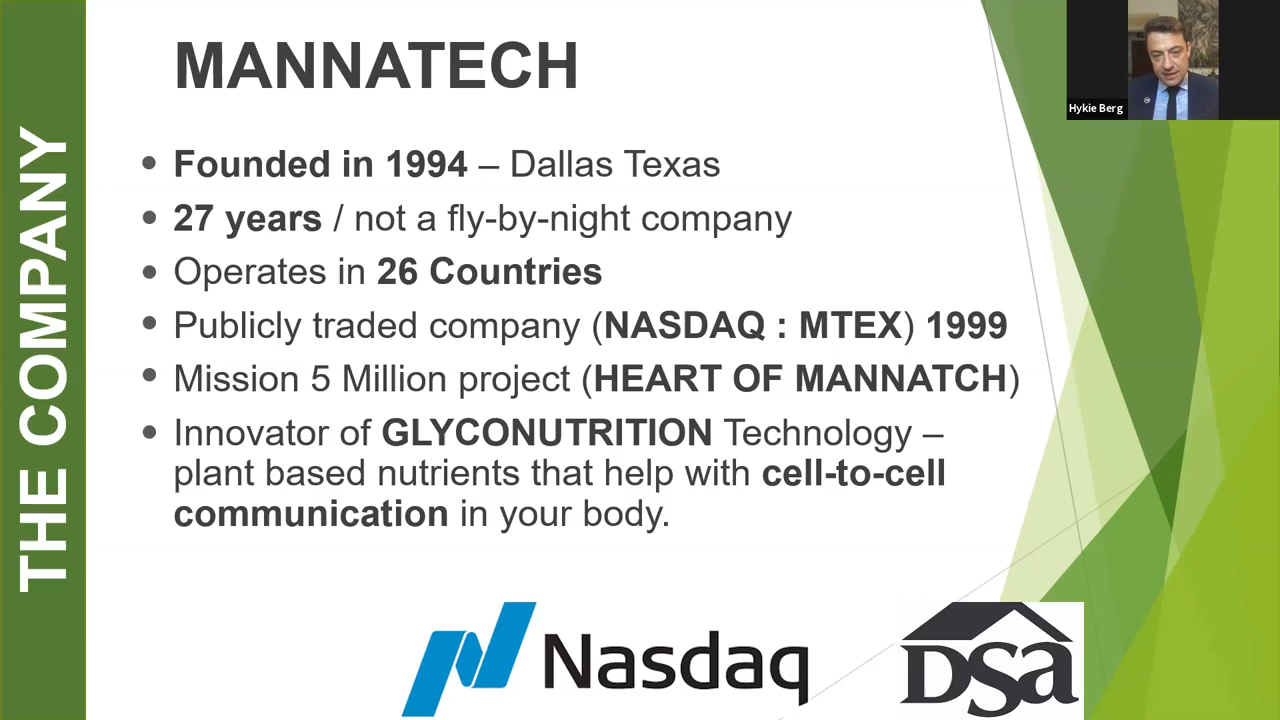 THE COMPANY
MANNATECH
• Founded in 1994 – Dallas Texas
• 27 years / not a fly-by-night company
• Operates in 26 Countries
• Publicly traded company (NASDAQ : MTEX) 1999
• Mission 5 Million project (HEART OF MANNATCH)
• Innovator of GLYCONUTRITION Technology –
plant based nutrients that help with cell-to-cell
communication in your body.
Nasdaq
DSa
Hykie Berg